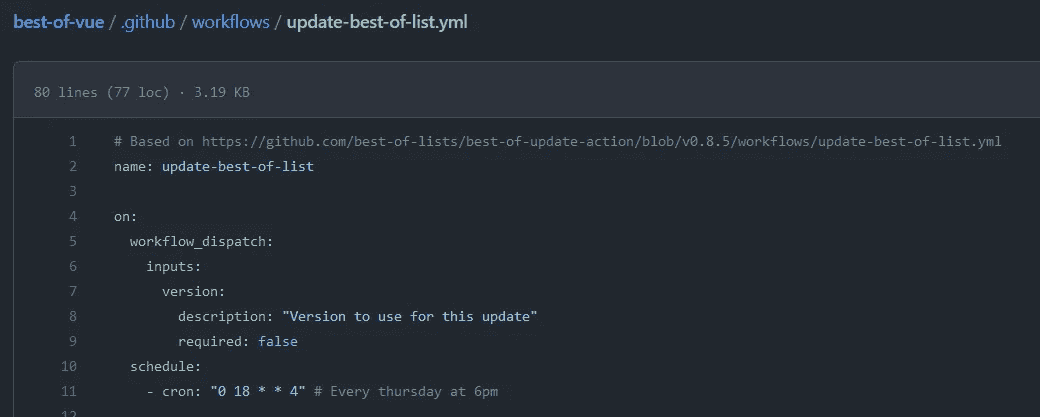 best-of-vue / .github / workflows / update-best-of-list.yml
80 lines (77 loc) · 3.19 KB
1 # Based on https://github.com/best-of-lists/best-of-update-action/blob/v0.8.5/workflows/update-best-of-list.yml
2 name: update-best-of-list
3
4 on:
5 workflow_dispatch:
6 inputs:
7 version:
8 description: "Version to use for this update"
9 required: false
10 schedule:
11 - cron: "0 18 * * 4" # Every thursday at 6pm
12